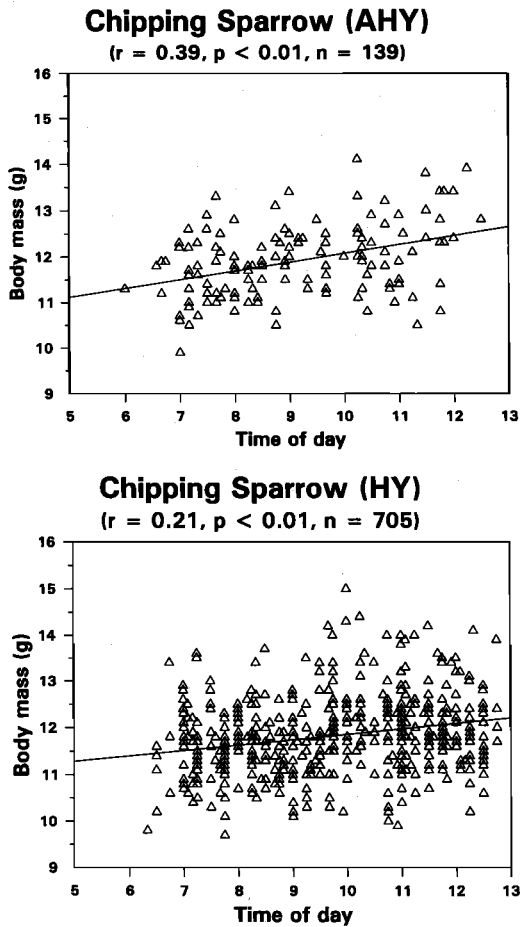 Chipping Sparrow (AHY)
(r = 0.39, p < 0.01, n = 139)
16
15
14
13
12
11
10
9
Body mass (g)
5 6 7 8 9 10 11 12 13
Time of day
Chipping Sparrow (HY)
(r = 0.21, p < 0.01, n = 705)
16
15
14
13
12
11
10
9
Body mass (g)
5 6 7 8 9 10 11 12 13
Time of day